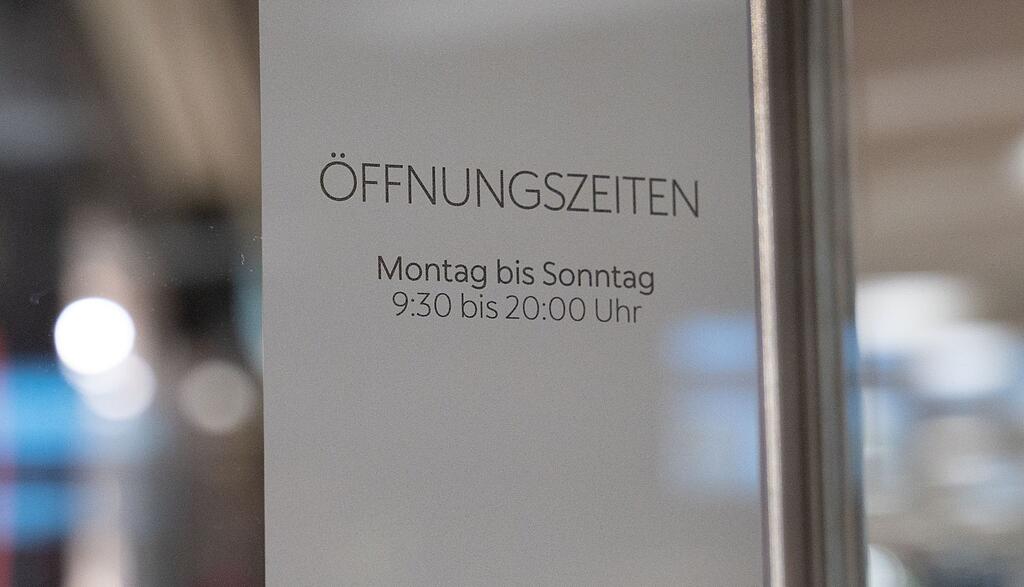 ÖFFNUNGSZEITEN
Montag bis Sonntag
9:30 bis 20:00 Uhr